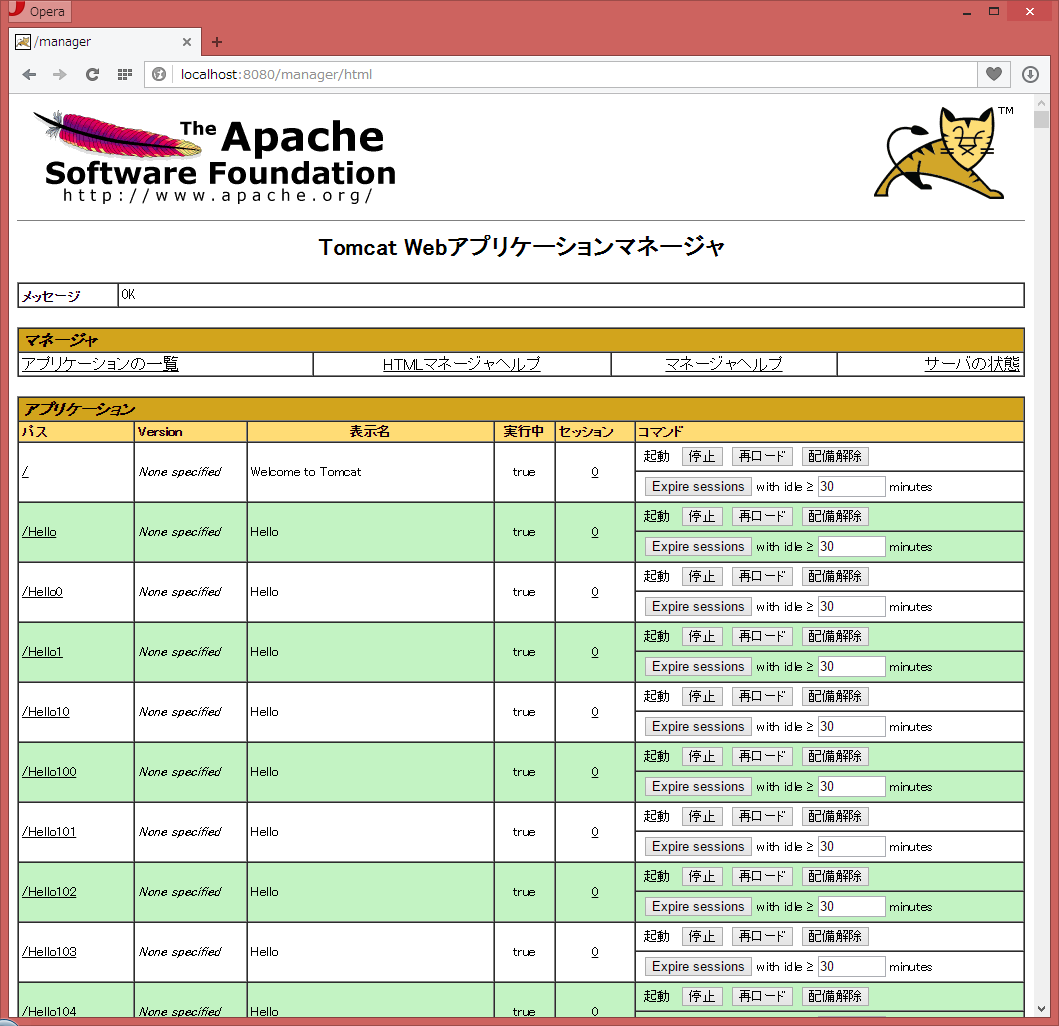 Opera
/manager
localhost:8080/manager/html
The Apache
Software Foundation
http://www.apache.org/
TM
Tomcat Webアプリケーションマネージャ
メッセージ OK
マネージャ
アプリケーションの一覧 HTMLマネージャヘルプ マネージャヘルプ サーバの状態
アプリケーション
パス Version 表示名 実行中 セッション コマンド
/ None specified Welcome to Tomcat true 0 起動 停止 再ロード 配備解除
Expire sessions with idle ≥ 30 minutes
/Hello None specified Hello true 0 起動 停止 再ロード 配備解除
Expire sessions with idle ≥ 30 minutes
/Hello0 None specified Hello true 0 起動 停止 再ロード 配備解除
Expire sessions with idle ≥ 30 minutes
/Hello1 None specified Hello true 0 起動 停止 再ロード 配備解除
Expire sessions with idle ≥ 30 minutes
/Hello10 None specified Hello true 0 起動 停止 再ロード 配備解除
Expire sessions with idle ≥ 30 minutes
/Hello100 None specified Hello true 0 起動 停止 再ロード 配備解除
Expire sessions with idle ≥ 30 minutes
/Hello101 None specified Hello true 0 起動 停止 再ロード 配備解除
Expire sessions with idle ≥ 30 minutes
/Hello102 None specified Hello true 0 起動 停止 再ロード 配備解除
Expire sessions with idle ≥ 30 minutes
/Hello103 None specified Hello true 0 起動 停止 再ロード 配備解除
Expire sessions with idle ≥ 30 minutes
/Hello104 None specified Hello true 0 起動 停止 再ロード 配備解除